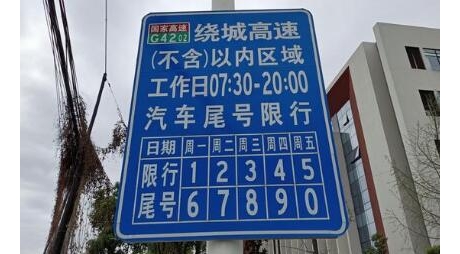 国家高速
G4202 绕城高速
(不含)以内区域
工作日07:30-20:00
汽车尾号限行
日期 周一 周二 周三 周四 周五
限行 1 2 3 4 5
尾号 6 7 8 9 0